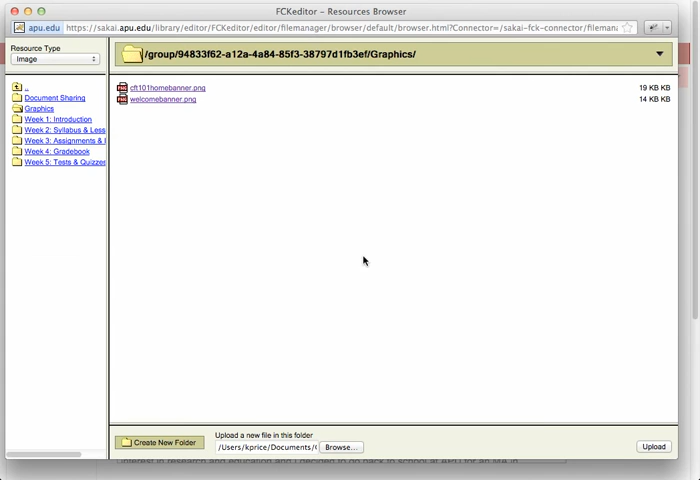 FCKeditor – Resources Browser
apu.edu https://sakai.apu.edu/library/editor/FCKeditor/editor/filemanager/browser/default/browser.html?Connector=/sakai-fck-connector/fileman
Resource Type
Image
/group/94833f62-a12a-4a84-85f3-38797d1fb3ef/Graphics/
..
Document Sharing
Graphics
Week 1: Introduction
Week 2: Syllabus & Less
Week 3: Assignments &
Week 4: Gradebook
Week 5: Tests & Quizzes
cft101homebanner.png 19 KB KB
welcomebanner.png 14 KB KB
Create New Folder
Upload a new file in this folder
/Users/kprice/Documents/
Browse...
Upload